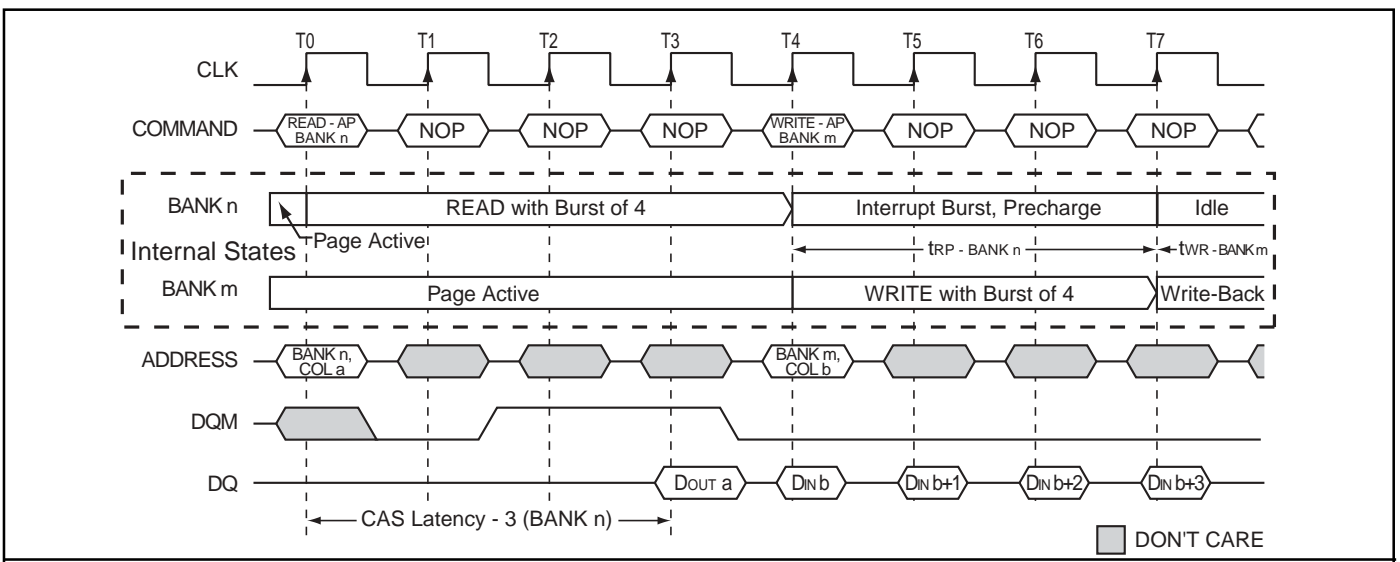 T0 T1 T2 T3 T4 T5 T6 T7
CLK
COMMAND READ - AP BANK n NOP NOP NOP WRITE - AP BANK m NOP NOP NOP
BANK n READ with Burst of 4 Interrupt Burst, Precharge Idle
Internal States Page Active tRP - BANK n tWR - BANK m
BANK m Page Active WRITE with Burst of 4 Write-Back
ADDRESS BANK n, COL a BANK m, COL b
DQM
DQ DOUT a DIN b DIN b+1 DIN b+2 DIN b+3
CAS Latency - 3 (BANK n)
DON'T CARE